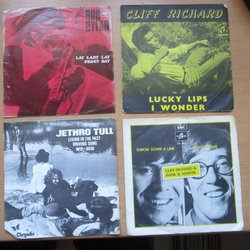 BOB
DYLAN
LAY LADY LAY
PEGGY DAY
CLIFF RICHARD
LUCKY LIPS
I WONDER
JETHRO TULL
LIVING IN THE PAST
DRIVING SONG
Chrysalis
THROW DOWN A LINE
CLIFF RICHARD &
HANK B. MARVIN